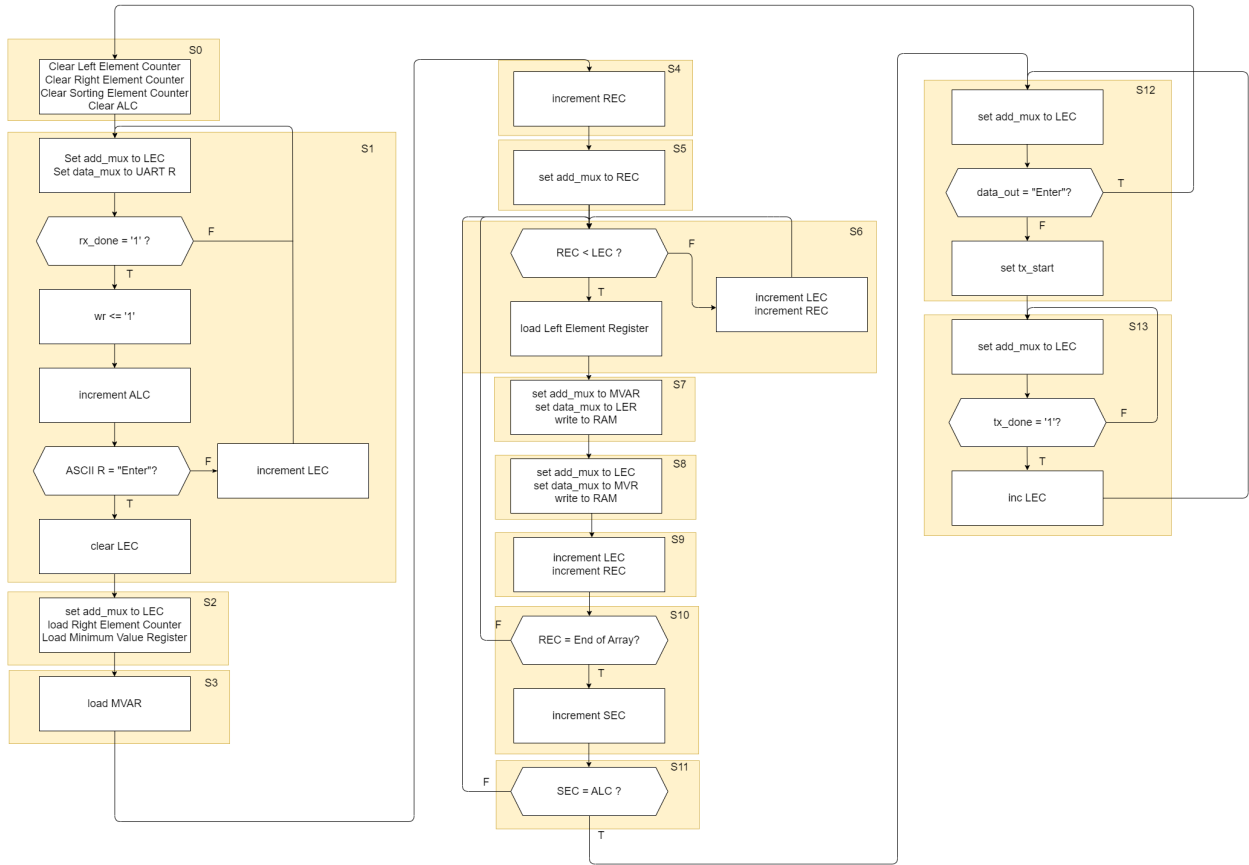 S0
Clear Left Element Counter
Clear Right Element Counter
Clear Sorting Element Counter
Clear ALC
S1
Set add_mux to LEC
Set data_mux to UART R
rx_done = '1' ?
F
T
wr <= '1'
increment ALC
ASCII R = "Enter"?
F
increment LEC
T
clear LEC
S2
set add_mux to LEC
load Right Element Counter
Load Minimum Value Register
S3
load MVAR
S4
increment REC
S5
set add_mux to REC
S6
REC < LEC ?
F
T
increment LEC
increment REC
load Left Element Register
S7
set add_mux to MVAR
set data_mux to LER
write to RAM
S8
set add_mux to LEC
set data_mux to MVR
write to RAM
S9
increment LEC
increment REC
S10
F
REC = End of Array?
T
increment SEC
S11
F
SEC = ALC ?
T
S12
set add_mux to LEC
data_out = "Enter"?
T
F
set tx_start
S13
set add_mux to LEC
tx_done = '1'?
F
T
inc LEC